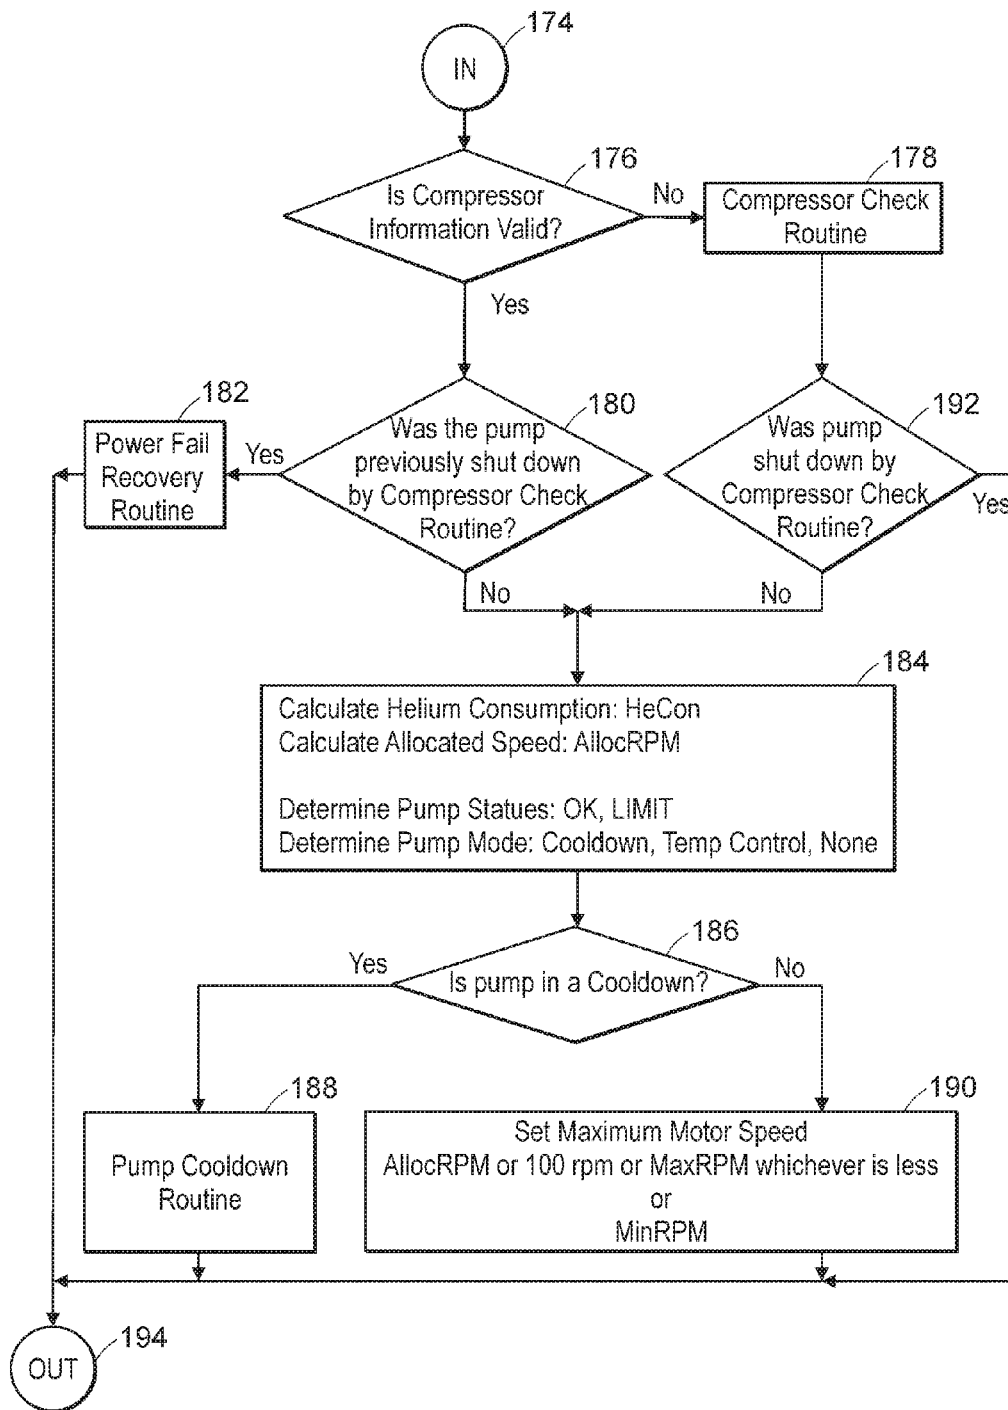 174
IN
176
Is Compressor
Information Valid?
No
178
Compressor Check
Routine
Yes
182
Power Fail
Recovery
Routine
Yes
180
Was the pump
previously shut down
by Compressor Check
Routine?
No
192
Was pump
shut down by
Compressor Check
Routine?
Yes
No
184
Calculate Helium Consumption: HeCon
Calculate Allocated Speed: AllocRPM
Determine Pump Statues: OK, LIMIT
Determine Pump Mode: Cooldown, Temp Control, None
186
Is pump in a Cooldown?
Yes
No
188
Pump Cooldown
Routine
190
Set Maximum Motor Speed
AllocRPM or 100 rpm or MaxRPM whichever is less
or
MinRPM
OUT
194